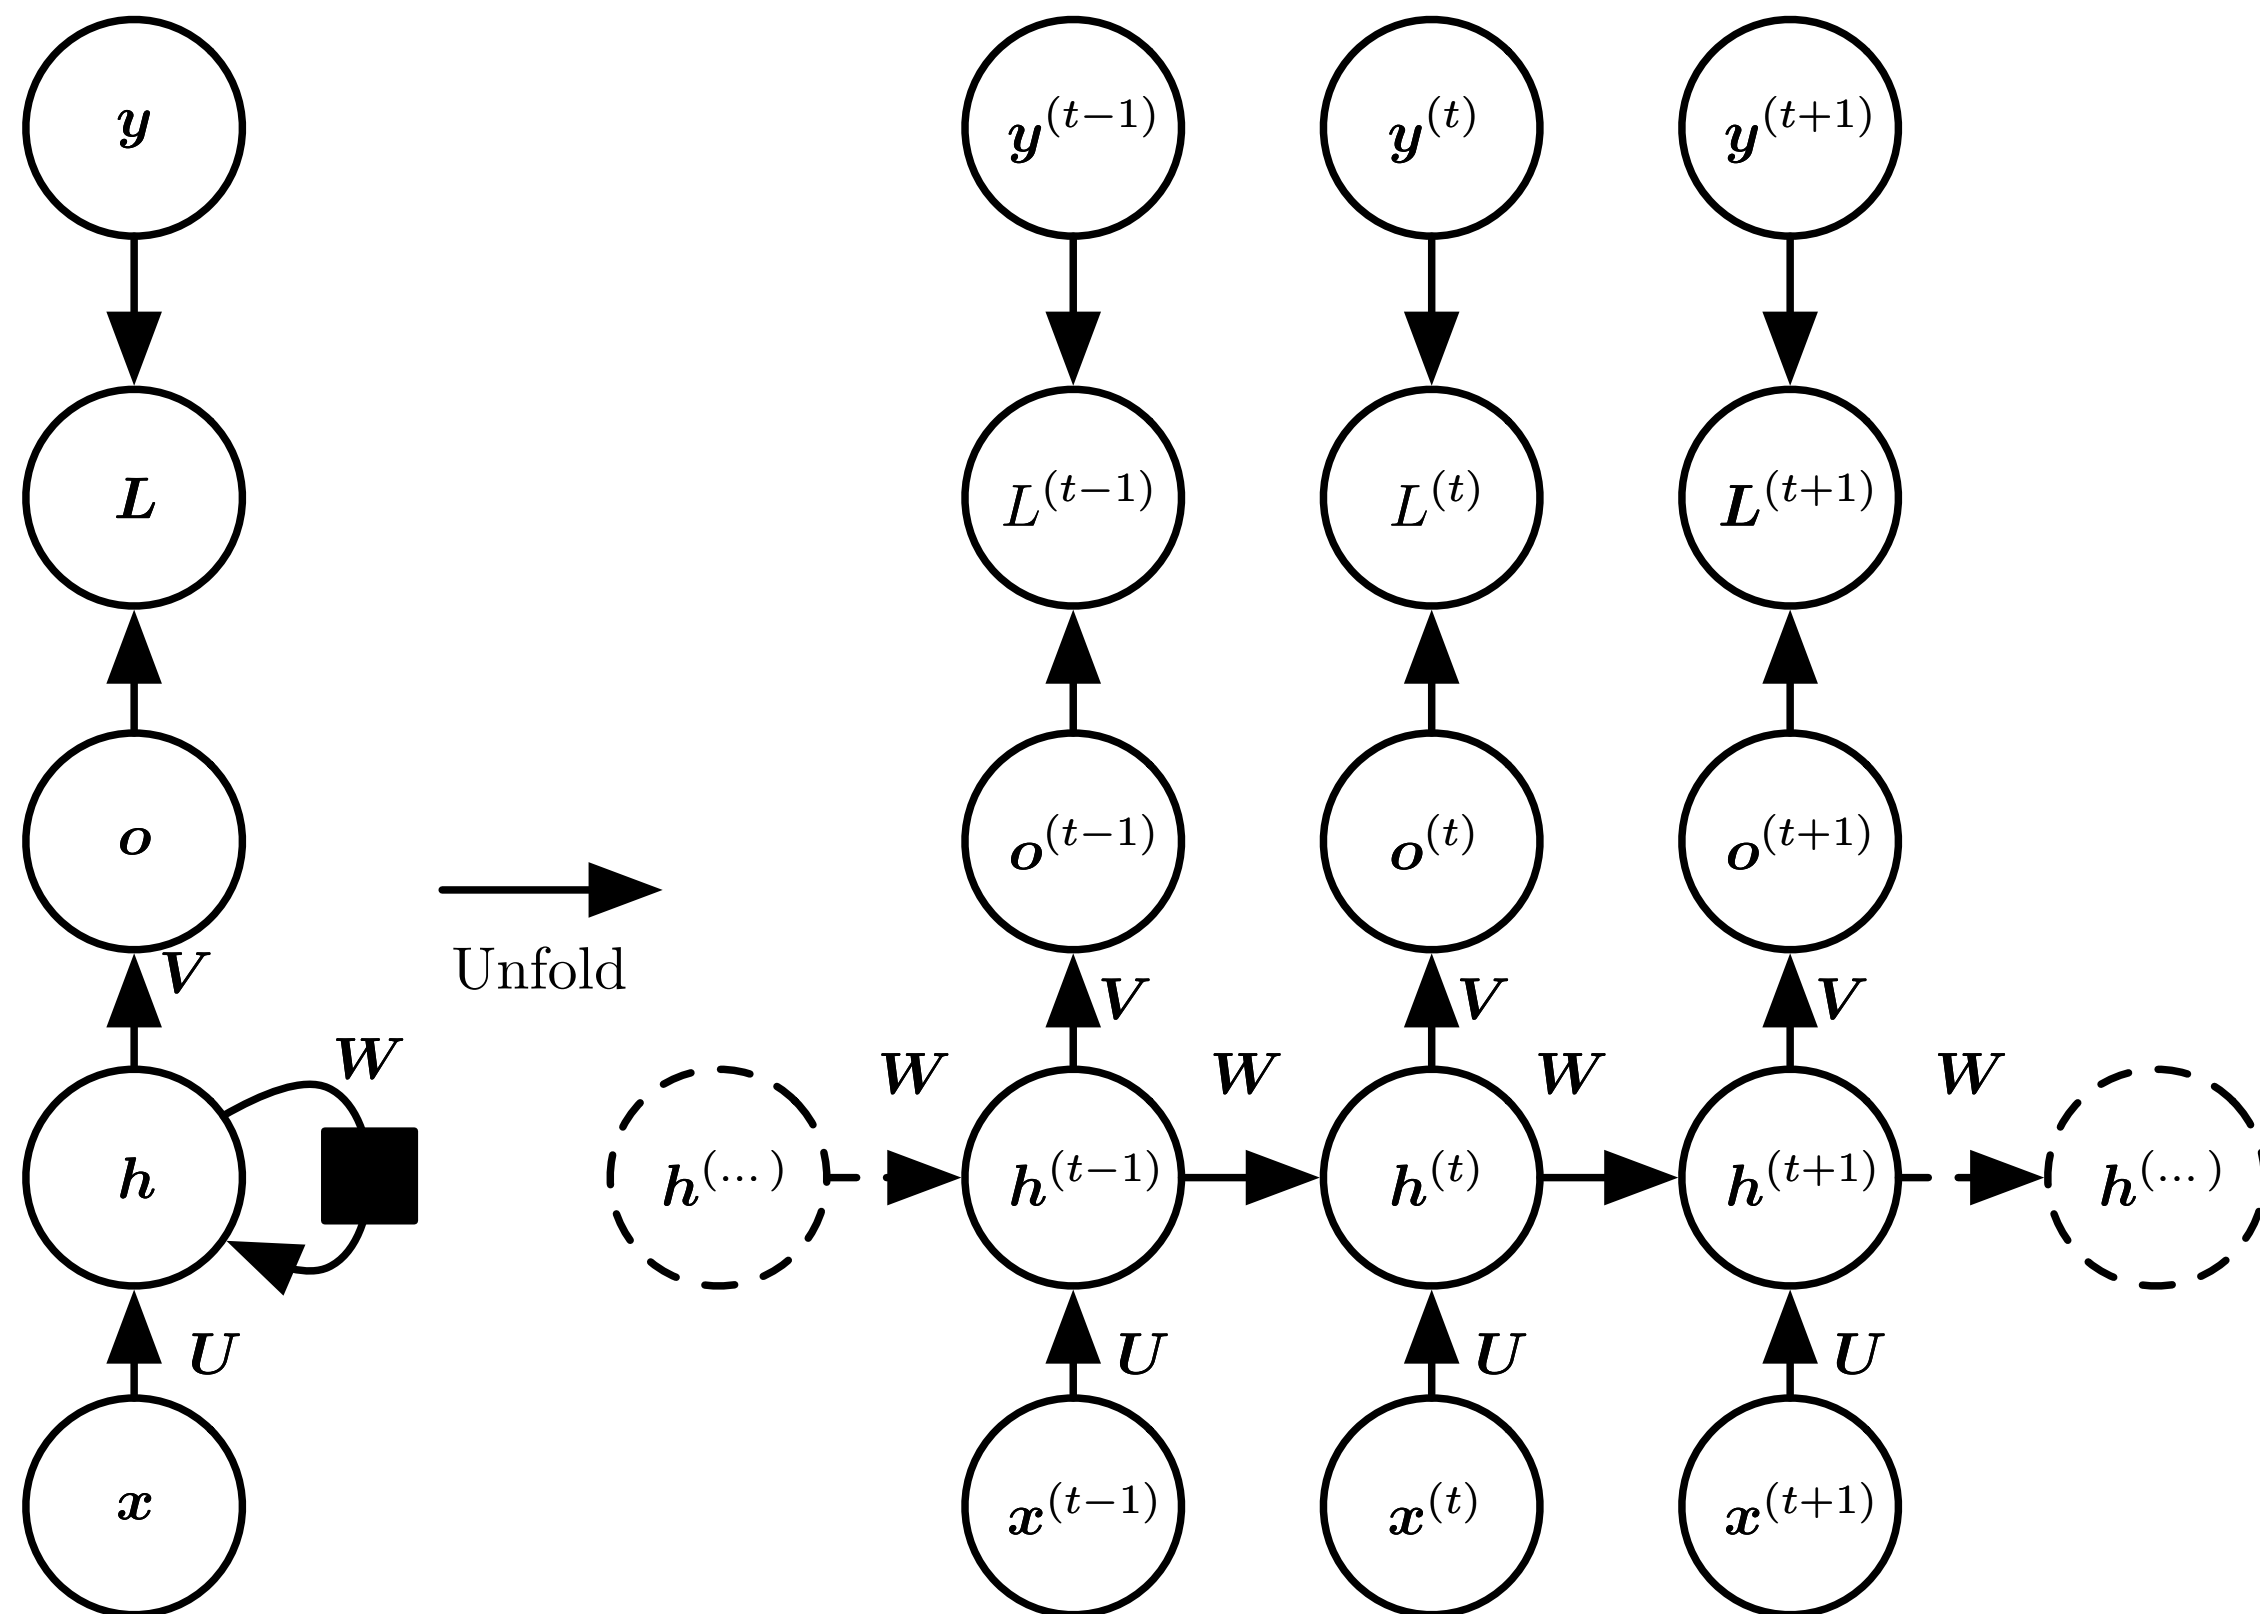 y y^(t−1) y^(t) y^(t+1)
L L^(t−1) L^(t) L^(t+1)
o o^(t−1) o^(t) o^(t+1)
Unfold
V V V V
W W W W W
h h^(...) h^(t−1) h^(t) h^(t+1) h^(...)
U U U U
x x^(t−1) x^(t) x^(t+1)